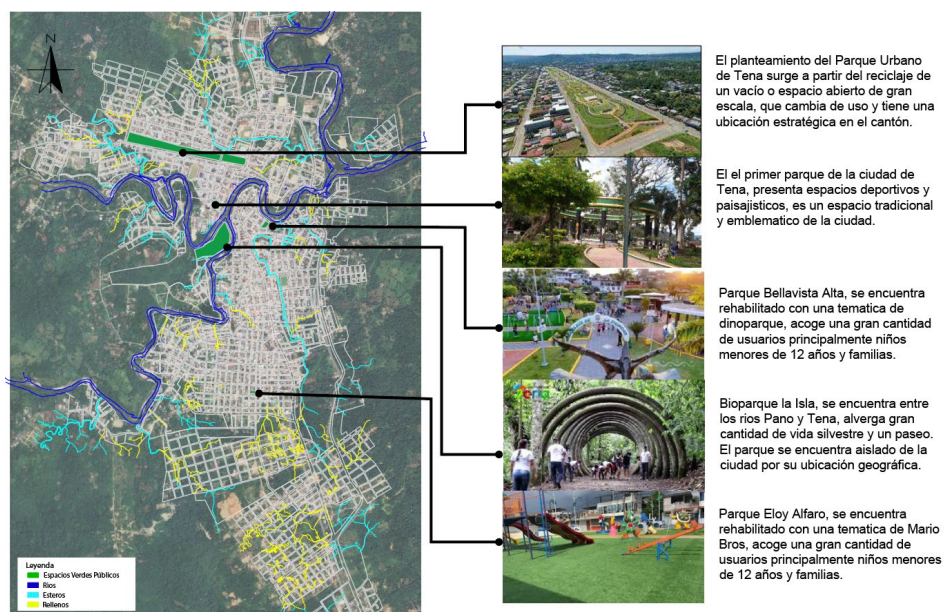 N
El planteamiento del Parque Urbano
de Tena surge a partir del reciclaje de
un vacío o espacio abierto de gran
escala, que cambia de uso y tiene una
ubicación estratégica en el cantón.
El el primer parque de la ciudad de
Tena, presenta espacios deportivos y
paisajisticos, es un espacio tradicional
y emblematico de la ciudad.
Parque Bellavista Alta, se encuentra
rehabilitado con una tematica de
dinoparque, acoge una gran cantidad
de usuarios principalmente niños
menores de 12 años y familias.
Bioparque la Isla, se encuentra entre
los rios Pano y Tena, alverga gran
cantidad de vida silvestre y un paseo.
El parque se encuentra aislado de la
ciudad por su ubicación geográfica.
Parque Eloy Alfaro, se encuentra
rehabilitado con una tematica de Mario
Bros, acoge una gran cantidad de
usuarios principalmente niños menores
de 12 años y familias.
Leyenda
Espacios Verdes Públicos
Rios
Esteros
Rellenos